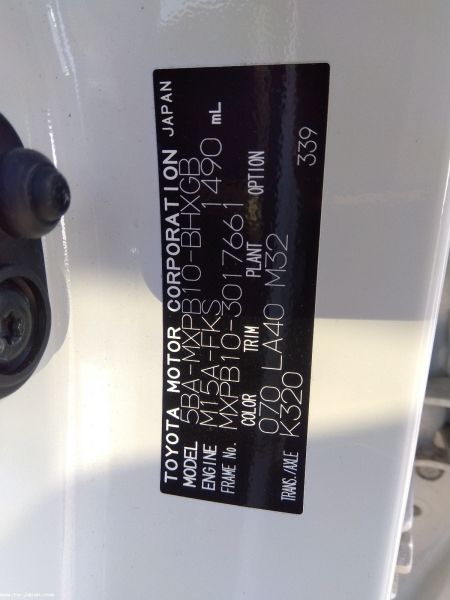 TOYOTA MOTOR CORPORATION JAPAN
MODEL 5BA-MXPB10-BHXGB
ENGINE M15A-FKS 1490 mL
FRAME No. MXPB10-3017661
COLOR TRIM PLANT OPTION
070 LA40 M32 339
TRANS./AXLE K320